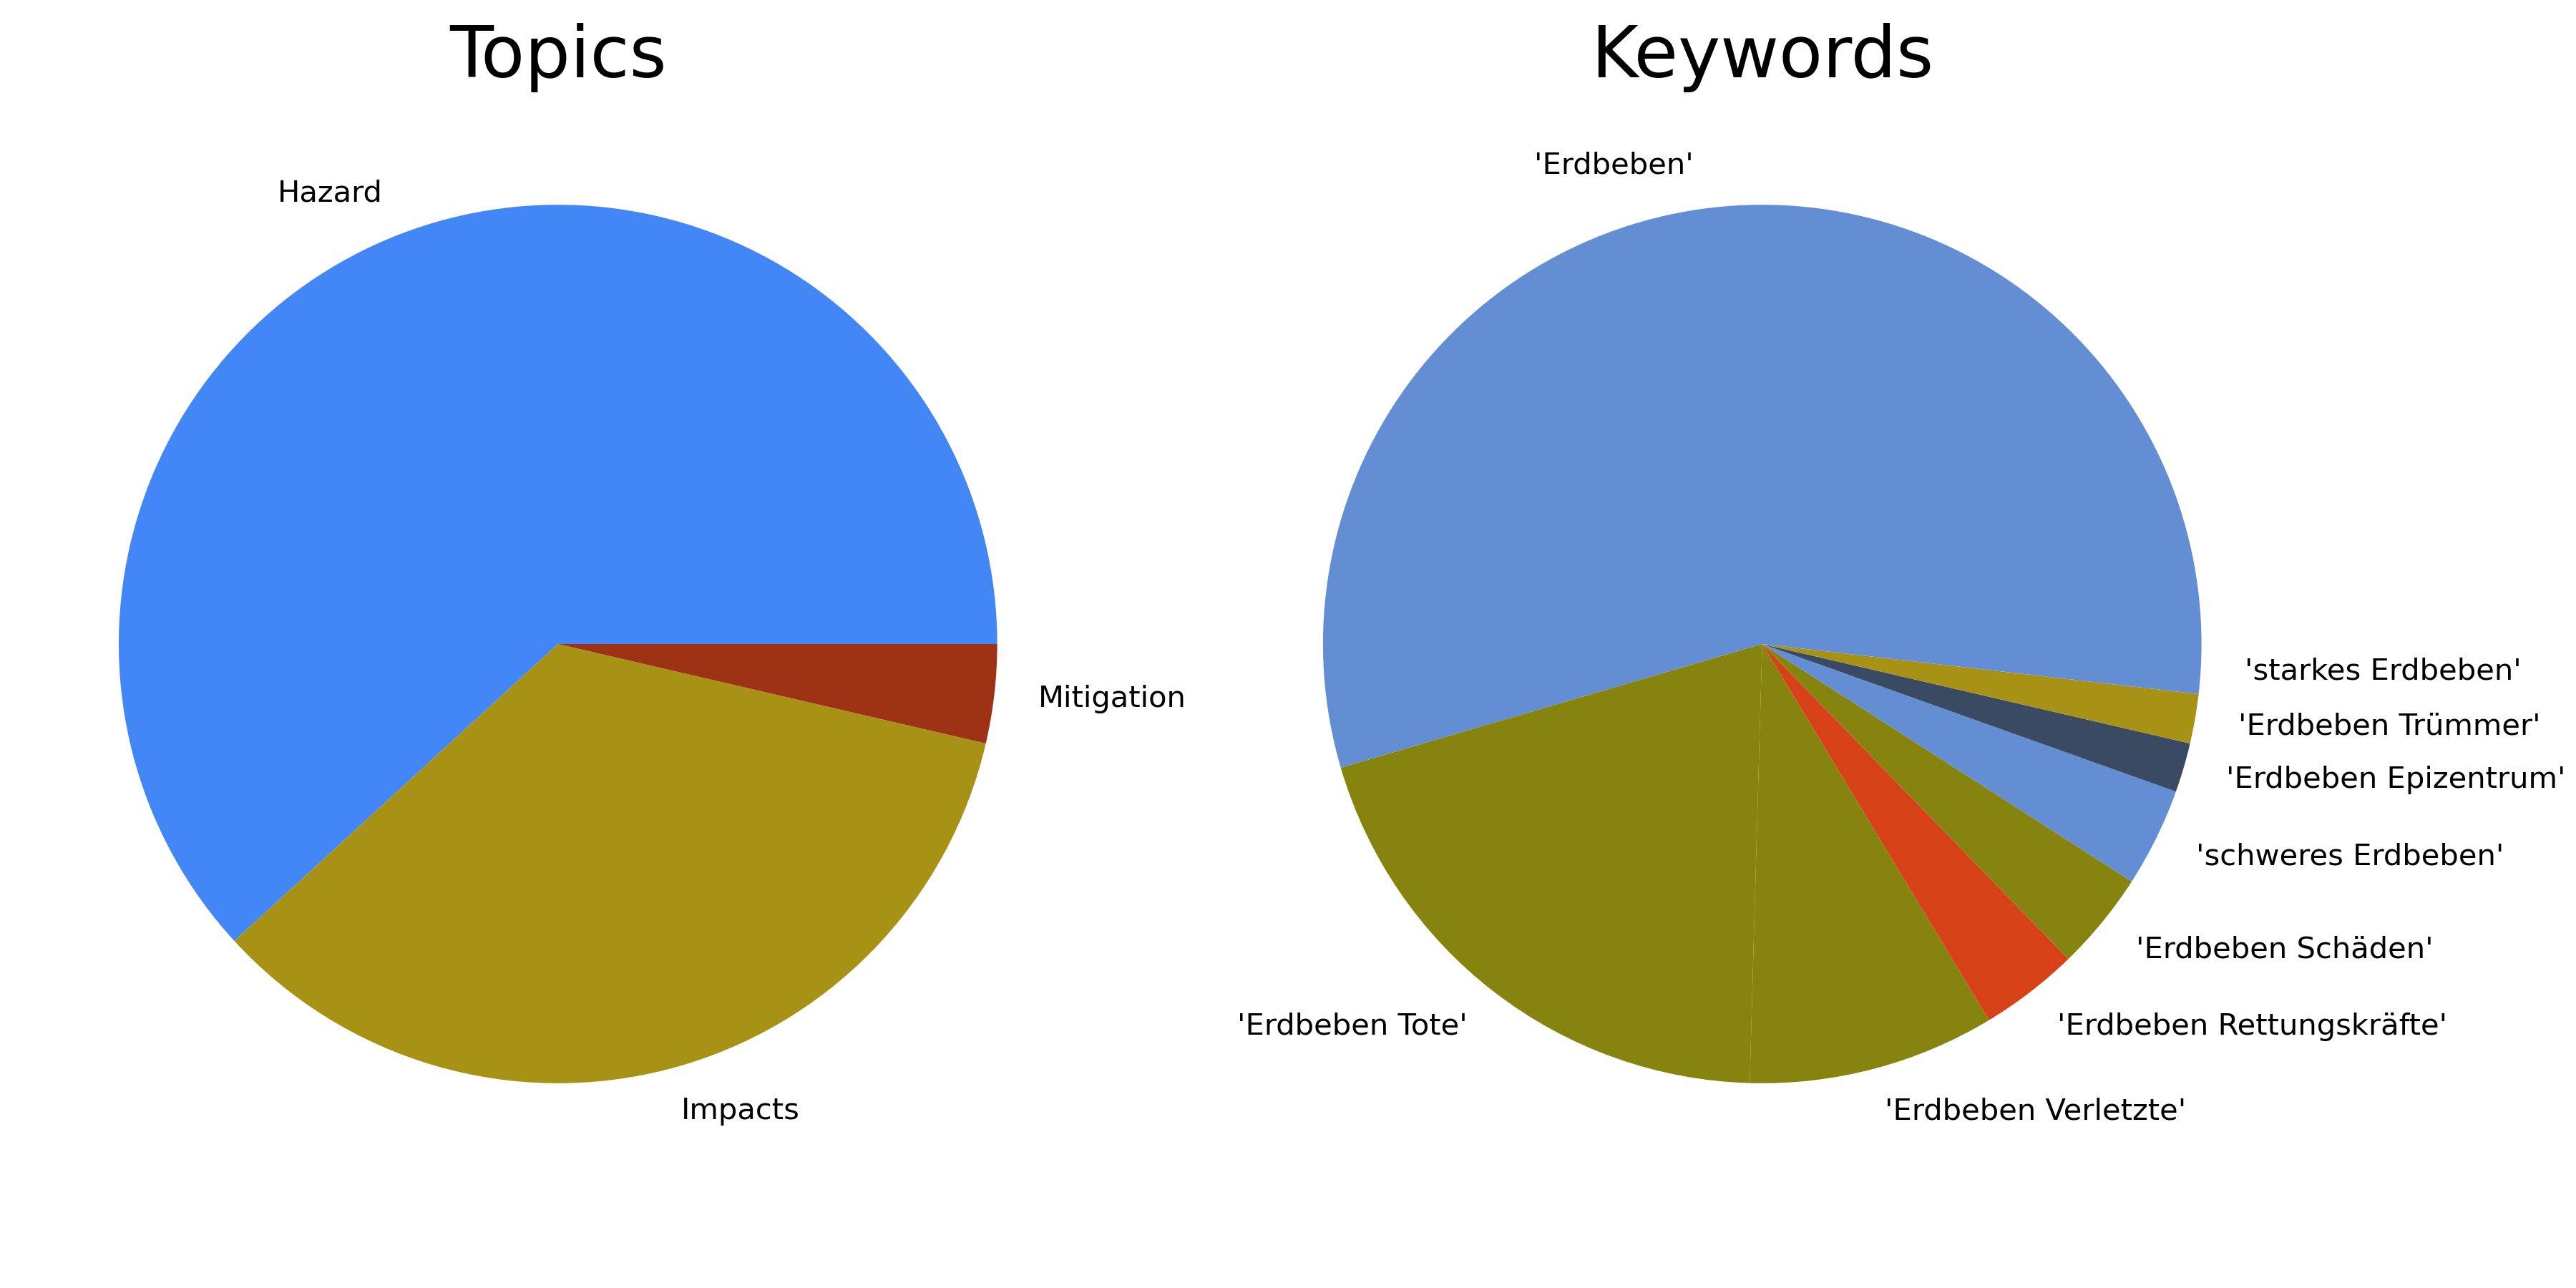 Topics
Hazard
Mitigation
Impacts
Keywords
'Erdbeben'
'starkes Erdbeben'
'Erdbeben Trümmer'
'Erdbeben Epizentrum'
'schweres Erdbeben'
'Erdbeben Schäden'
'Erdbeben Rettungskräfte'
'Erdbeben Verletzte'
'Erdbeben Tote'